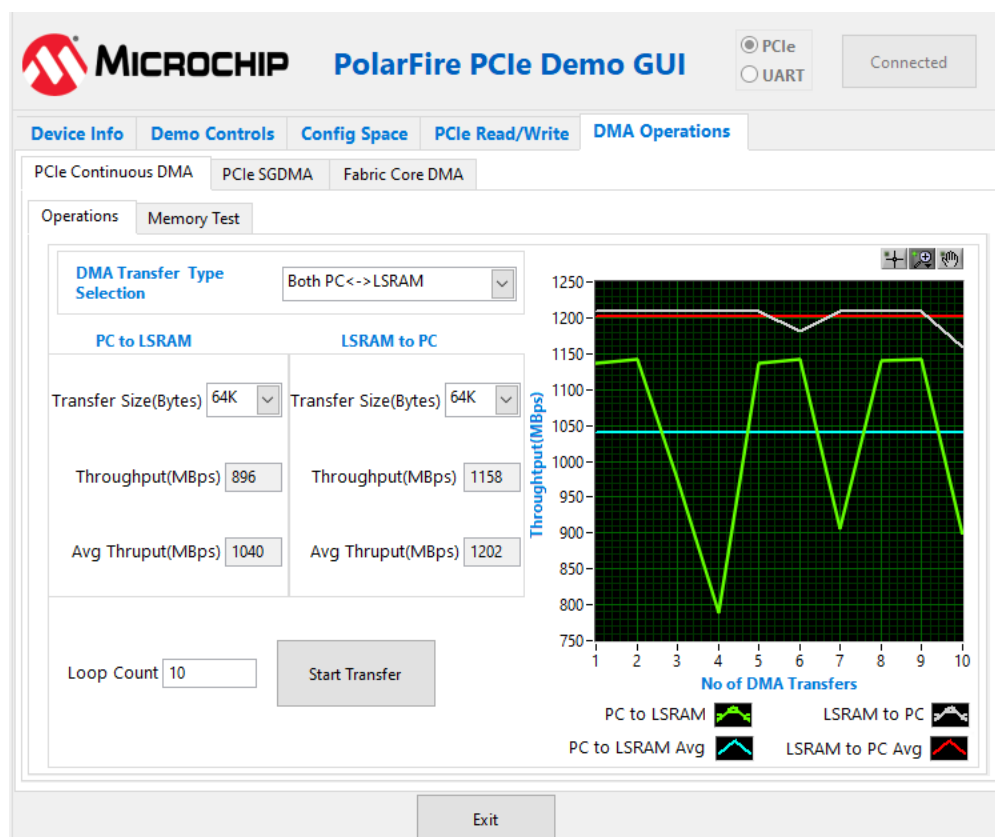 MICROCHIP
PolarFire PCIe Demo GUI
PCIe
UART
Connected
Device Info
Demo Controls
Config Space
PCIe Read/Write
DMA Operations
PCIe Continuous DMA
PCIe SGDMA
Fabric Core DMA
Operations
Memory Test
DMA Transfer Type
Selection
Both PC<->LSRAM
PC to LSRAM
LSRAM to PC
Transfer Size(Bytes) 64K
Transfer Size(Bytes) 64K
Throughput(MBps) 896
Throughput(MBps) 1158
Avg Thruput(MBps) 1040
Avg Thruput(MBps) 1202
Loop Count 10
Start Transfer
Throughtput(MBps)
1250
1200
1150
1100
1050
1000
950
900
850
800
750
1 2 3 4 5 6 7 8 9 10
No of DMA Transfers
PC to LSRAM
LSRAM to PC
PC to LSRAM Avg
LSRAM to PC Avg
Exit